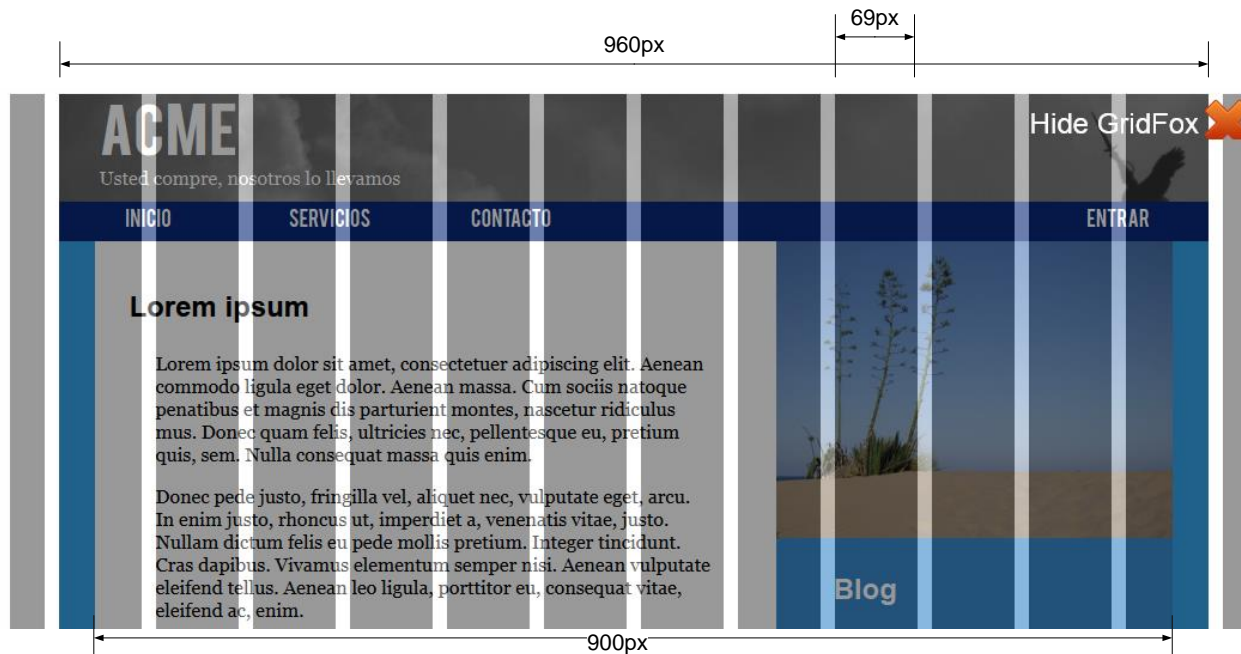 69px
960px
ACME
Hide GridFox
Usted compre, nosotros lo llevamos
INICIO SERVICIOS CONTACTO ENTRAR
Lorem ipsum
Lorem ipsum dolor sit amet, consectetuer adipiscing elit. Aenean
commodo ligula eget dolor. Aenean massa. Cum sociis natoque
penatibus et magnis dis parturient montes, nascetur ridiculus
mus. Donec quam felis, ultricies nec, pellentesque eu, pretium
quis, sem. Nulla consequat massa quis enim.
Donec pede justo, fringilla vel, aliquet nec, vulputate eget, arcu.
In enim justo, rhoncus ut, imperdiet a, venenatis vitae, justo.
Nullam dictum felis eu pede mollis pretium. Integer tincidunt.
Cras dapibus. Vivamus elementum semper nisi. Aenean vulputate
eleifend tellus. Aenean leo ligula, porttitor eu, consequat vitae,
eleifend ac, enim.
Blog
900px